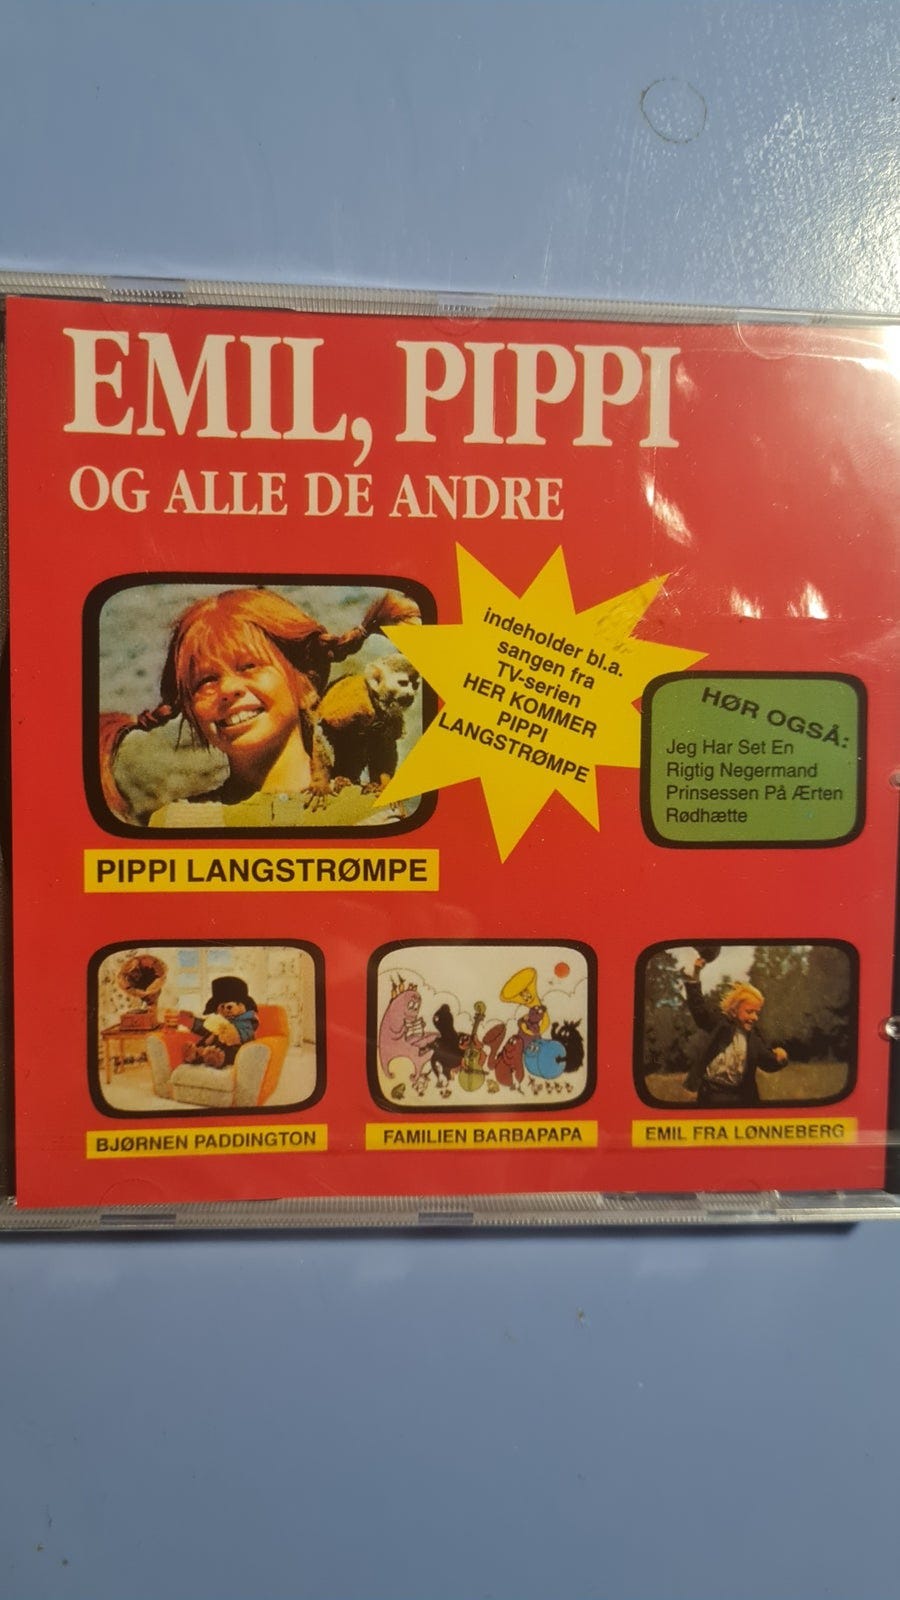 EMIL, PIPPI
OG ALLE DE ANDRE
indeholder bl.a.
sangen fra
TV-serien
HER KOMMER
PIPPI
LANGSTRØMPE
HØR OGSÅ:
Jeg Har Set En
Rigtig Negermand
Prinsessen På Ærten
Rødhætte
PIPPI LANGSTRØMPE
BJØRNEN PADDINGTON
FAMILIEN BARBAPAPA
EMIL FRA LØNNEBERG